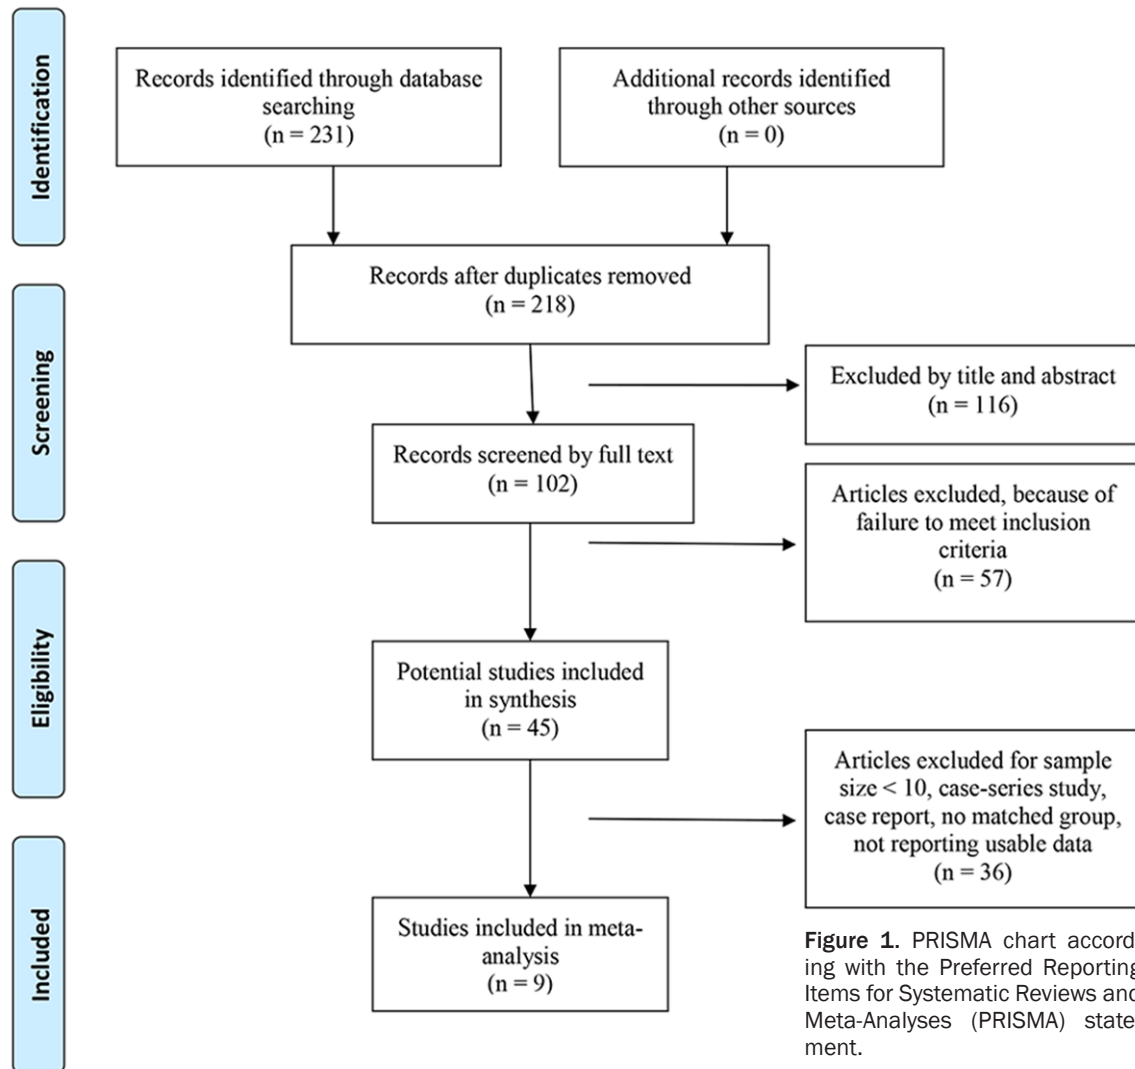 Identification
Records identified through database
searching
(n = 231)
Additional records identified
through other sources
(n = 0)
Records after duplicates removed
(n = 218)
Screening
Excluded by title and abstract
(n = 116)
Records screened by full text
(n = 102)
Articles excluded, because of
failure to meet inclusion
criteria
(n = 57)
Eligibility
Potential studies included
in synthesis
(n = 45)
Articles excluded for sample
size < 10, case-series study,
case report, no matched group,
not reporting usable data
(n = 36)
Included
Studies included in meta-
analysis
(n = 9)
Figure 1. PRISMA chart accord-
ing with the Preferred Reporting
Items for Systematic Reviews and
Meta-Analyses (PRISMA) state-
ment.